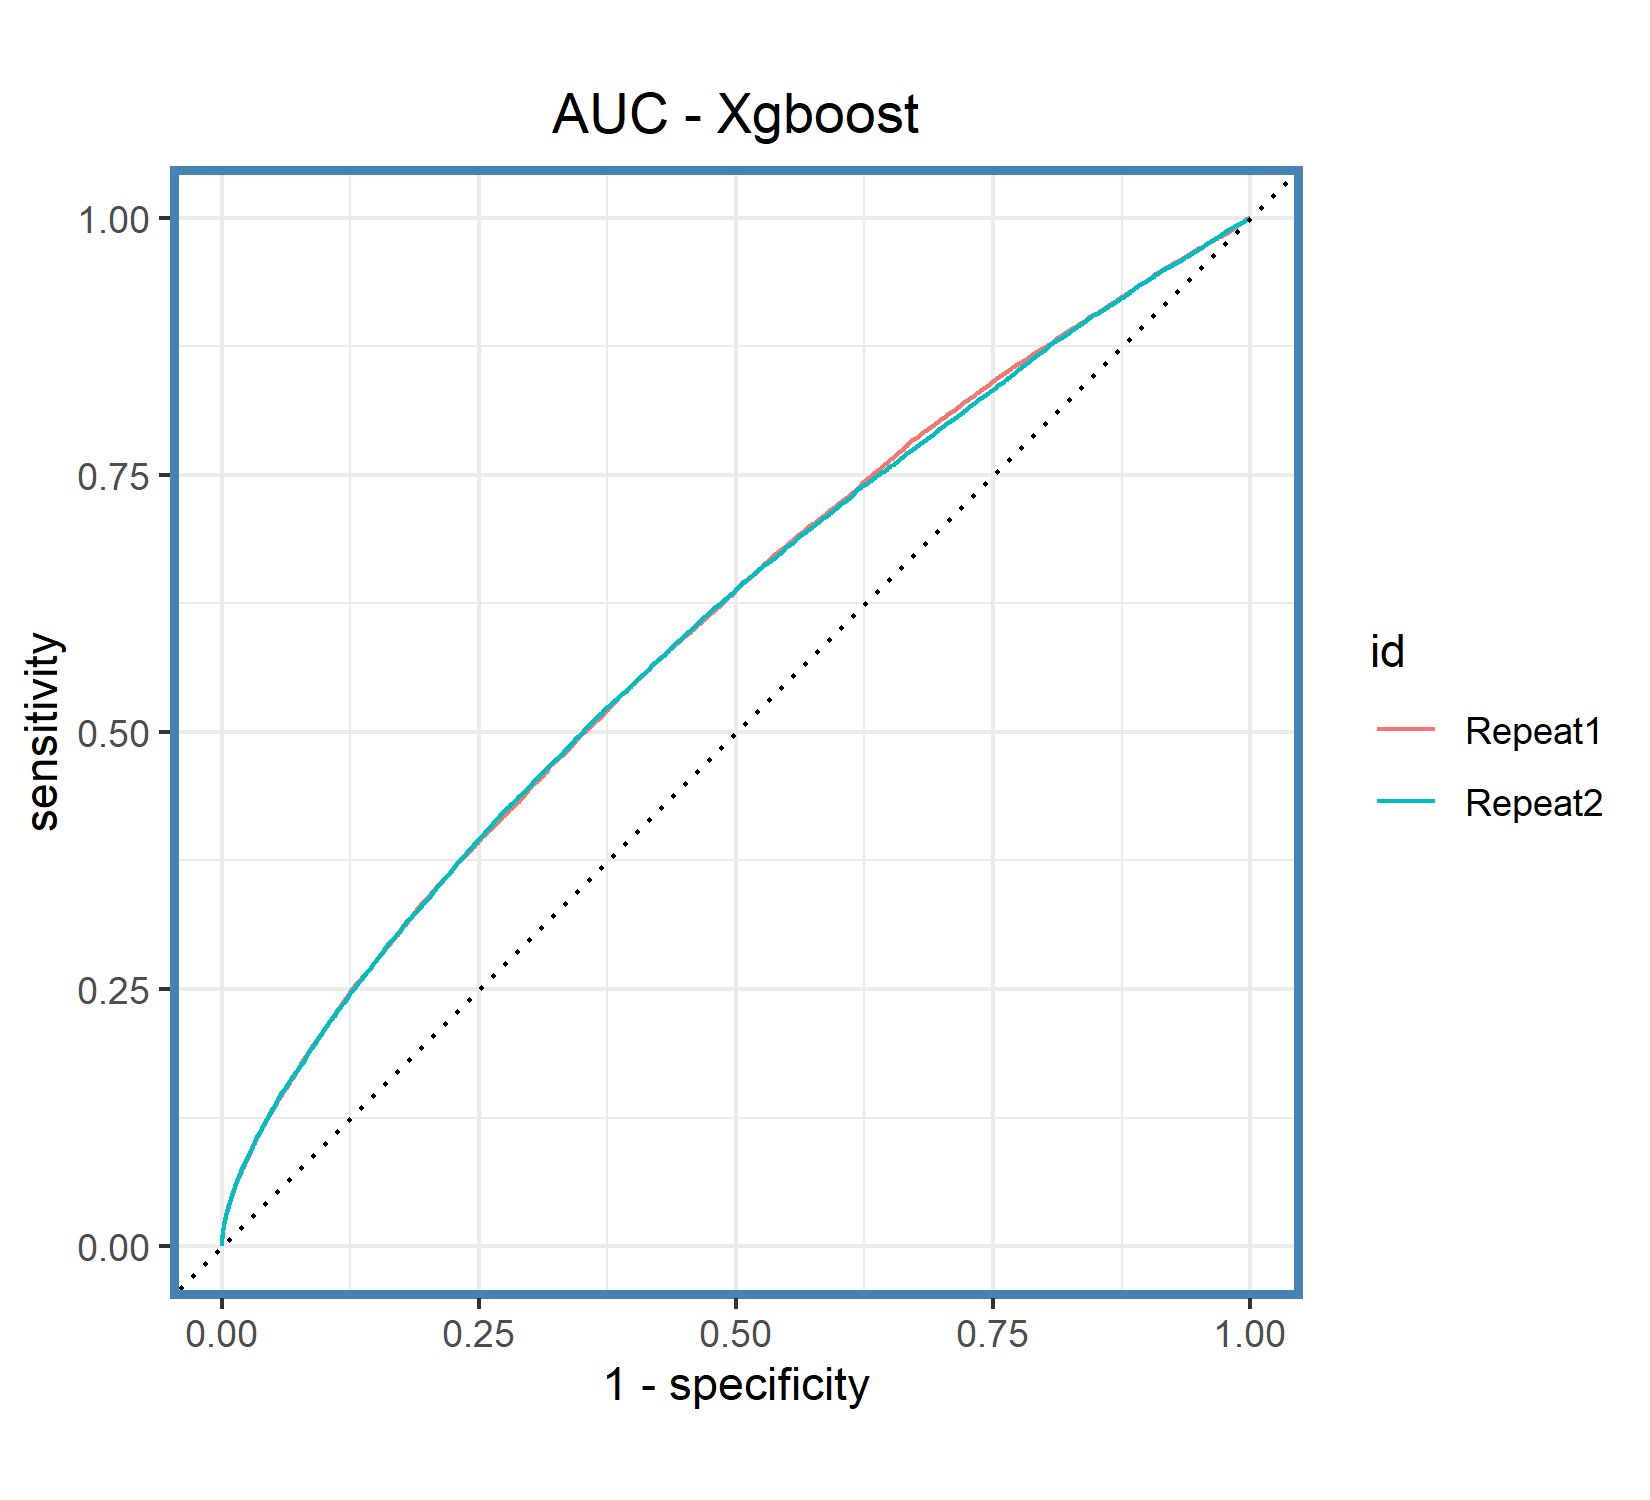 AUC - Xgboost
1.00
0.75
0.50
0.25
0.00
sensitivity
0.00 0.25 0.50 0.75 1.00
1 - specificity
id
Repeat1
Repeat2